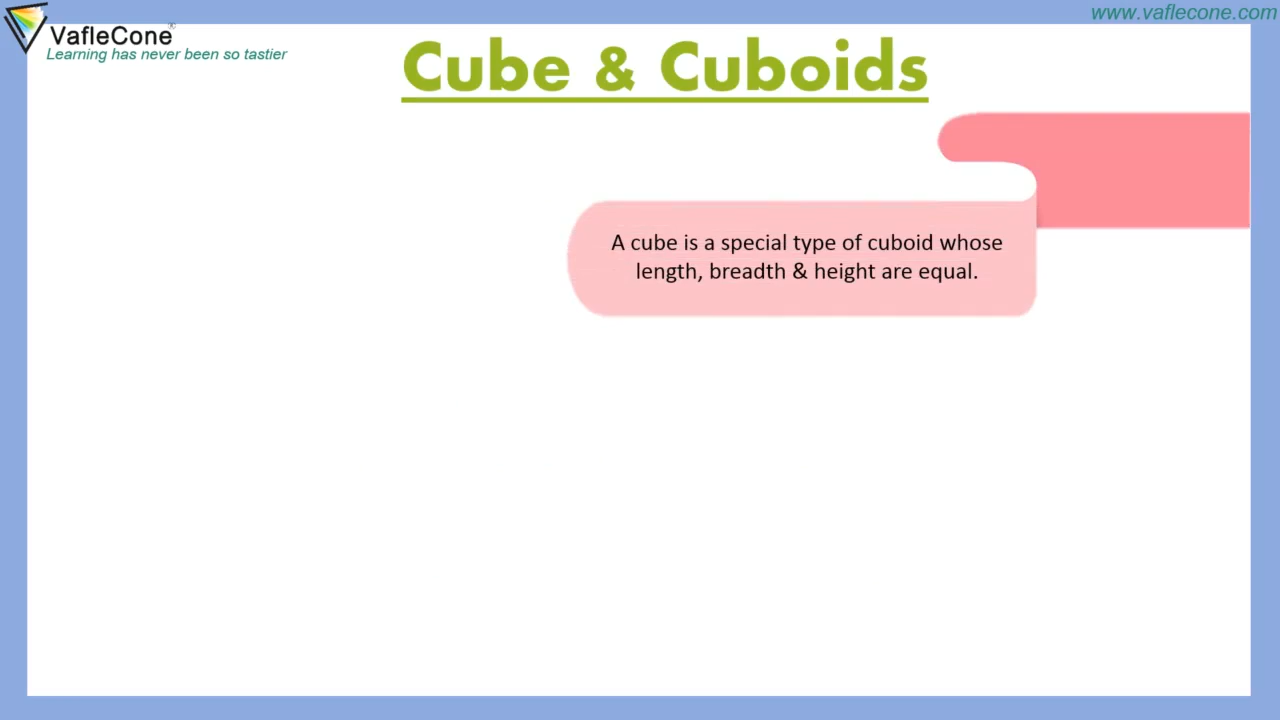 www.vaflecone.com
VafleCone®
Learning has never been so tastier
Cube & Cuboids
A cube is a special type of cuboid whose
length, breadth & height are equal.